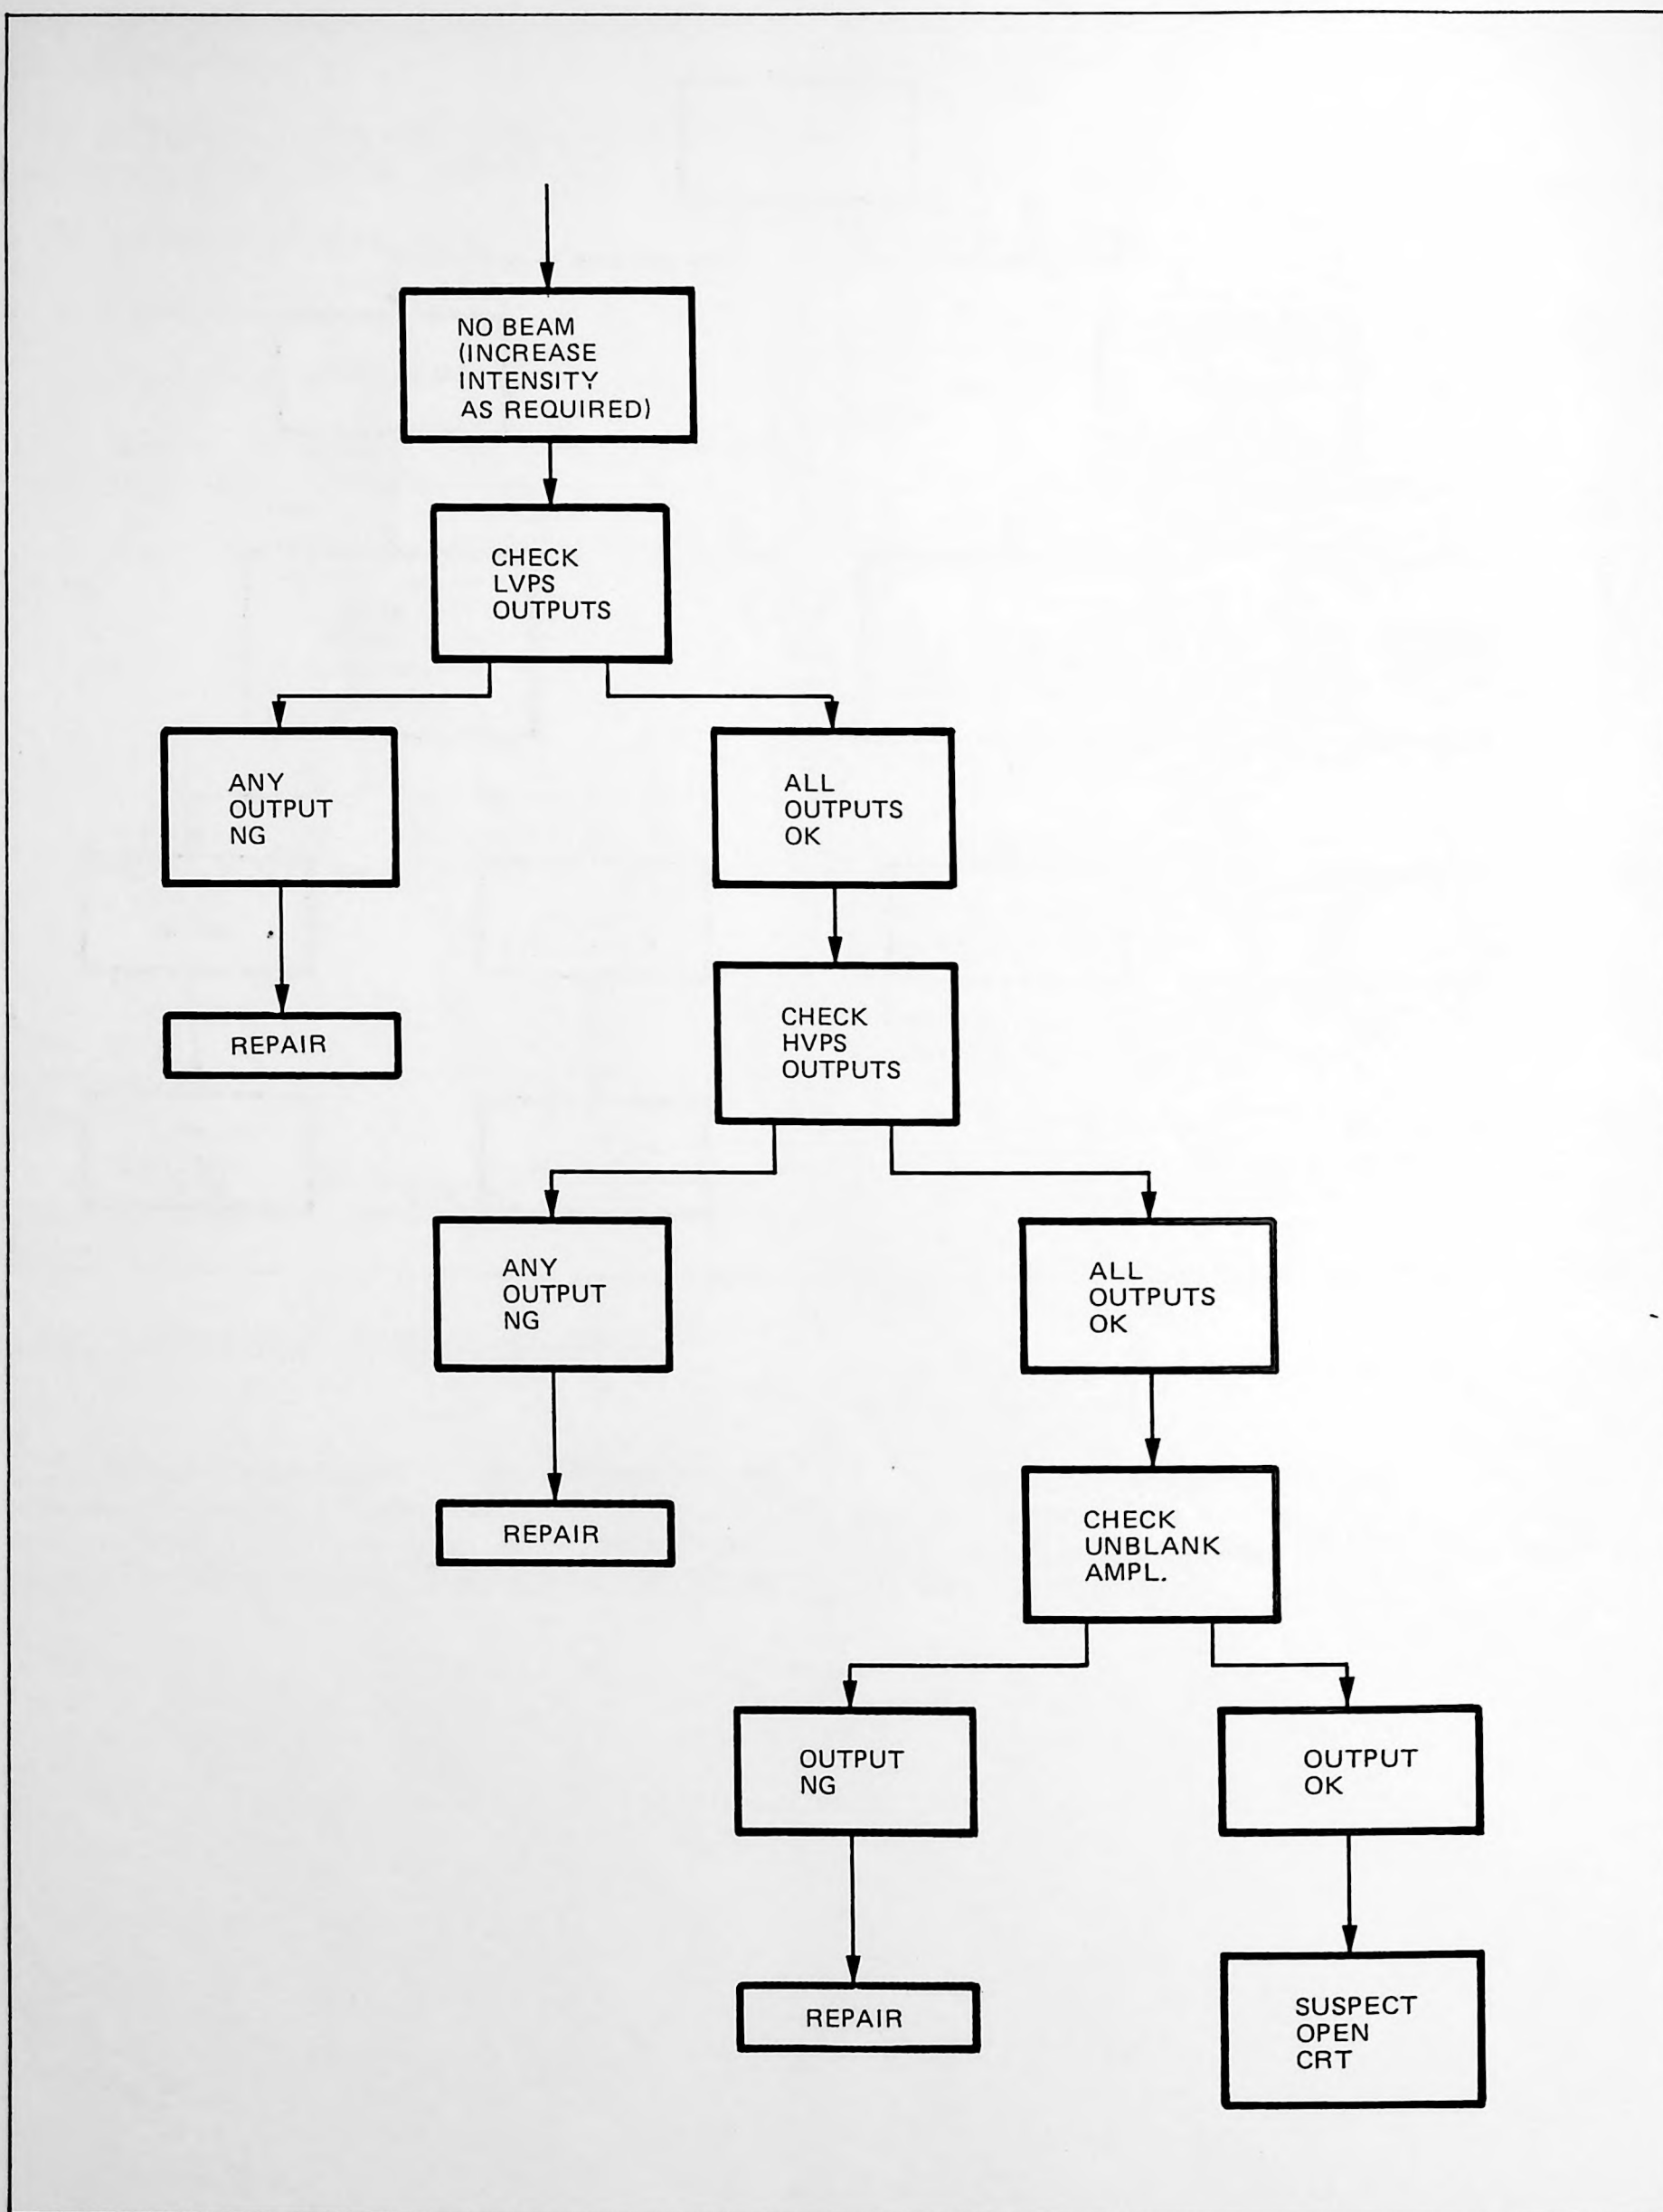 NO BEAM
(INCREASE
INTENSITY
AS REQUIRED)
CHECK
LVPS
OUTPUTS
ANY
OUTPUT
NG
ALL
OUTPUTS
OK
REPAIR
CHECK
HVPS
OUTPUTS
ANY
OUTPUT
NG
ALL
OUTPUTS
OK
REPAIR
CHECK
UNBLANK
AMPL.
OUTPUT
NG
OUTPUT
OK
REPAIR
SUSPECT
OPEN
CRT